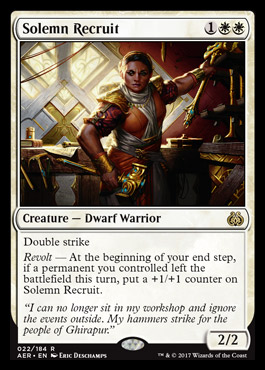 Solemn Recruit 1
Creature — Dwarf Warrior
Double strike
Revolt — At the beginning of your end step,
if a permanent you controlled left the
battlefield this turn, put a +1/+1 counter on
Solemn Recruit.
“I can no longer sit in my workshop and ignore
the events outside. My hammers strike for the
people of Ghirapur.”
2/2
022/184 R
AER • EN Eric Deschamps
™ & © 2017 Wizards of the Coast